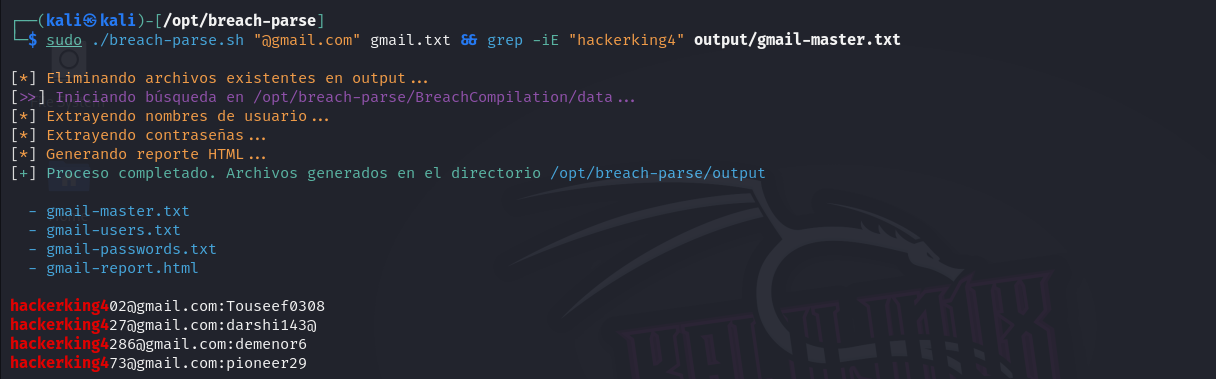 ┌──(kali㉿kali)-[/opt/breach-parse]
└─$ sudo ./breach-parse.sh "@gmail.com" gmail.txt && grep -iE "hackerking4" output/gmail-master.txt
[*] Eliminando archivos existentes en output...
[>>] Iniciando búsqueda en /opt/breach-parse/BreachCompilation/data...
[*] Extrayendo nombres de usuario...
[*] Extrayendo contraseñas...
[*] Generando reporte HTML...
[+] Proceso completado. Archivos generados en el directorio /opt/breach-parse/output
- gmail-master.txt
- gmail-users.txt
- gmail-passwords.txt
- gmail-report.html
hackerking402@gmail.com:Touseef0308
hackerking427@gmail.com:darshi143@
hackerking4286@gmail.com:demenor6
hackerking473@gmail.com:pioneer29
KALI LINUX